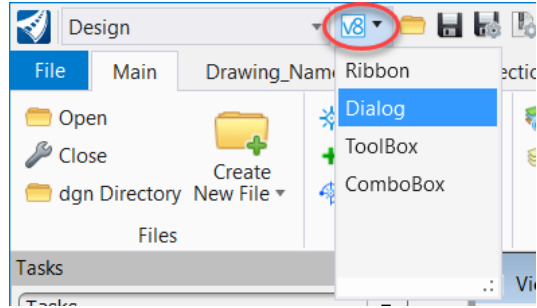 Design
V8
File
Main
Drawing_Nam
ectio
Ribbon
Dialog
ToolBox
ComboBox
Open
Close
dgn Directory
Create
New File
Files
Tasks
Tasks
Vi